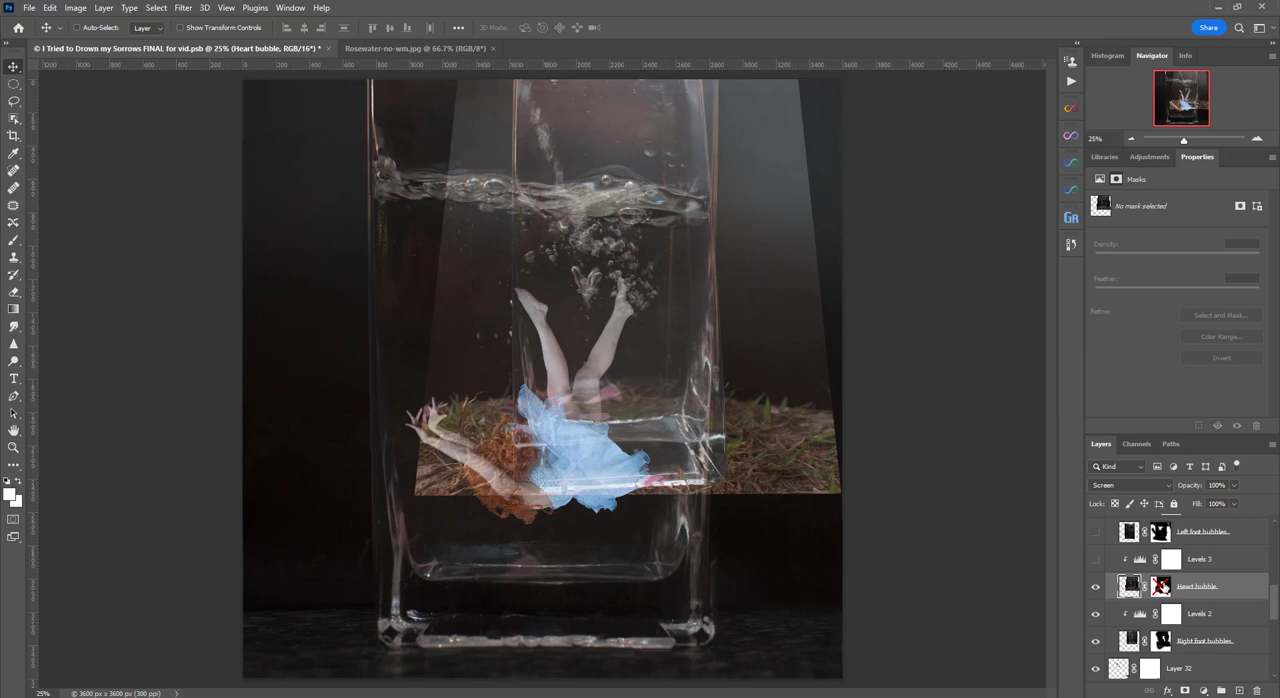 Ps File Edit Image Layer Type Select Filter 3D View Plugins Window Help
Auto-Select: Layer Show Transform Controls ••• 3D Mode: Share
© I Tried to Drown my Sorrows FINAL for vid.psb @ 25% (Heart bubble, RGB/16*) * × Rosewater-no-wm.jpg @ 66.7% (RGB/8*) ×
Histogram Navigator Info
25%
Libraries Adjustments Properties
Masks
No mask selected
GR
Density:
Feather:
Refine: Select and Mask...
Color Range...
Invert
Layers Channels Paths
Kind
Screen Opacity: 100%
Lock: Fill: 100%
Left foot bubbles
Levels 3
Heart bubble
Levels 2
Right foot bubbles
Layer 32
25% © 3600 px x 3600 px (300 ppi)